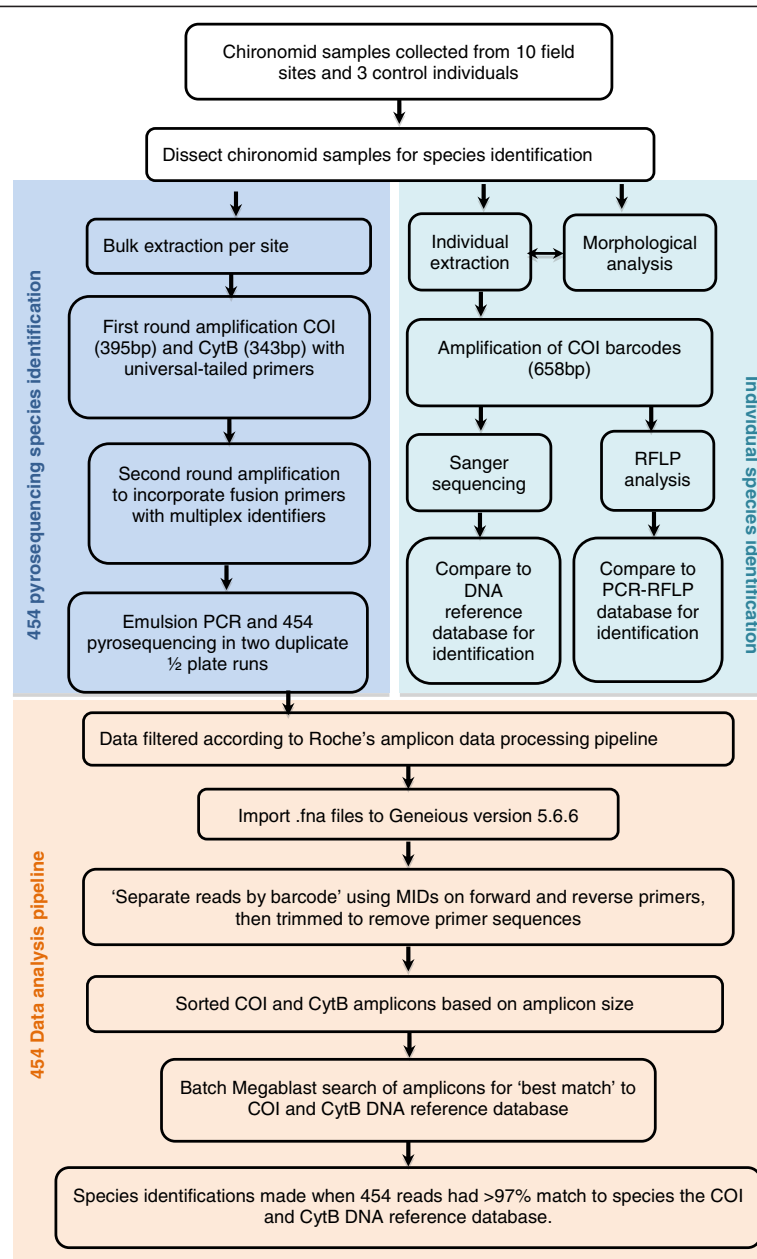 Chironomid samples collected from 10 field
sites and 3 control individuals
Dissect chironomid samples for species identification
454 pyrosequencing species identification
Bulk extraction per site
First round amplification COI
(395bp) and CytB (343bp) with
universal-tailed primers
Second round amplification
to incorporate fusion primers
with multiplex identifiers
Emulsion PCR and 454
pyrosequencing in two duplicate
½ plate runs
Individual species identification
Individual
extraction
Morphological
analysis
Amplification of COI barcodes
(658bp)
Sanger
sequencing
RFLP
analysis
Compare to
DNA
reference
database for
identification
Compare to
PCR-RFLP
database for
identification
454 Data analysis pipeline
Data filtered according to Roche’s amplicon data processing pipeline
Import .fna files to Geneious version 5.6.6
‘Separate reads by barcode’ using MIDs on forward and reverse primers,
then trimmed to remove primer sequences
Sorted COI and CytB amplicons based on amplicon size
Batch Megablast search of amplicons for ‘best match’ to
COI and CytB DNA reference database
Species identifications made when 454 reads had >97% match to species the COI
and CytB DNA reference database.